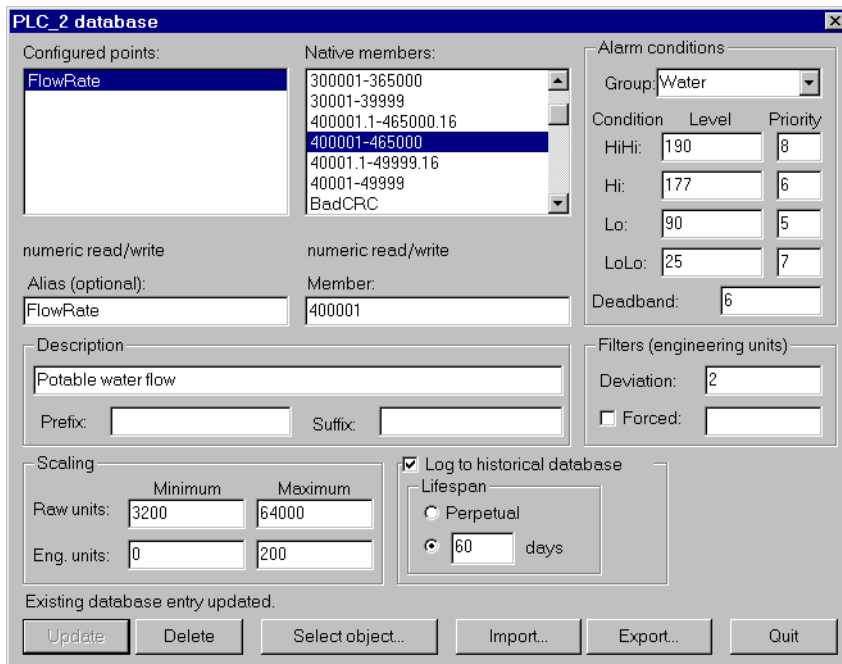 PLC_2 database
Configured points:
FlowRate
Native members:
300001-365000
30001-39999
400001.1-465000.16
400001-465000
40001.1-49999.16
40001-49999
BadCRC
Alarm conditions
Group: Water
Condition Level Priority
HiHi: 190 8
Hi: 177 6
Lo: 90 5
LoLo: 25 7
Deadband: 6
numeric read/write
numeric read/write
Alias (optional):
FlowRate
Member:
400001
Description
Potable water flow
Prefix:
Suffix:
Filters (engineering units)
Deviation: 2
Forced:
Scaling
Minimum Maximum
Raw units: 3200 64000
Eng. units: 0 200
Log to historical database
Lifespan
Perpetual
60 days
Existing database entry updated.
Update Delete Select object... Import... Export... Quit